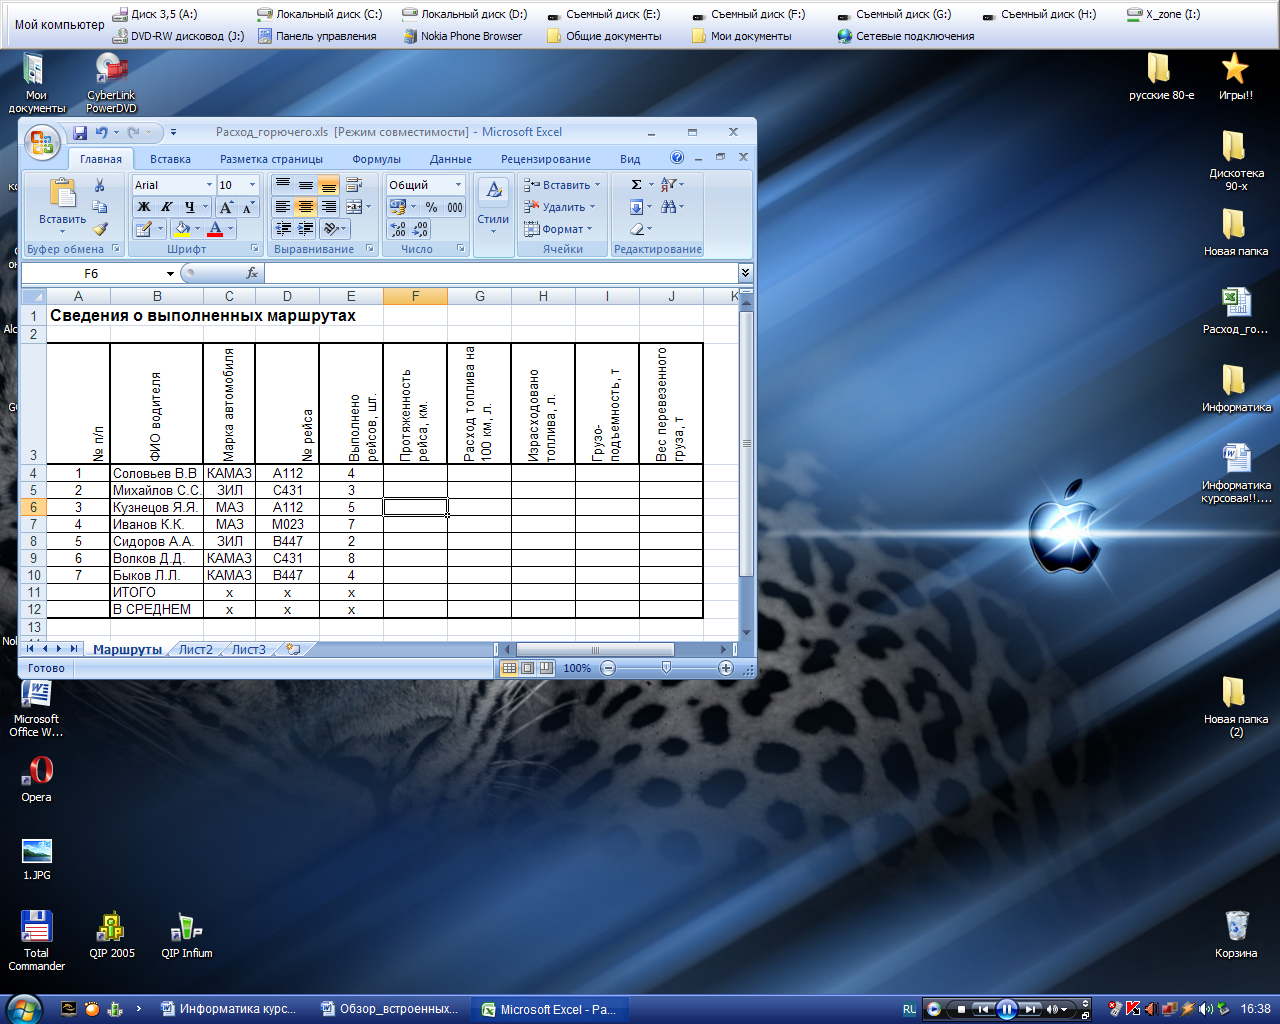 Мой компьютер
Диск 3,5 (A:)
Локальный диск (C:)
Локальный диск (D:)
Съемный диск (E:)
Съемный диск (F:)
Съемный диск (G:)
Съемный диск (H:)
X_zone (I:)
DVD-RW дисковод (J:)
Панель управления
Nokia Phone Browser
Общие документы
Мои документы
Сетевые подключения
Мои документы
CyberLink PowerDVD
русские 80-е
Игры!!
Дискотека 90-х
Новая папка
Расход_го...
Информатика
Информатика курсовая!!....
Новая папка (2)
Корзина
Расход_горючего.xls [Режим совместимости] - Microsoft Excel
Главная Вставка Разметка страницы Формулы Данные Рецензирование Вид
Вставить
Arial 10
Ж К Ч
Общий
% 000
Стили
Вставить
Удалить
Формат
Σ
Буфер обмена Шрифт Выравнивание Число Ячейки Редактирование
F6 fx
A B C D E F G H I J K
1 Сведения о выполненных маршрутах
2
3 № п/п ФИО водителя Марка автомобиля № рейса Выполнено рейсов, шт. Протяженность рейса, км. Расход топлива на 100 км, л. Израсходовано топлива, л. Грузо-подъемность, т Вес перевезенного груза, т
4 1 Соловьев В.В КАМАЗ А112 4
5 2 Михайлов С.С. ЗИЛ С431 3
6 3 Кузнецов Я.Я. МАЗ А112 5
7 4 Иванов К.К. МАЗ М023 7
8 5 Сидоров А.А. ЗИЛ В447 2
9 6 Волков Д.Д. КАМАЗ С431 8
10 7 Быков Л.Л. КАМАЗ В447 4
11 ИТОГО х х х
12 В СРЕДНЕМ х х х
13
Маршруты Лист2 Лист3
Готово 100%
Microsoft Office W...
Opera
1.JPG
Total Commander
QIP 2005
QIP Infium
Информатика курс...
Обзор_встроенных...
Microsoft Excel - Ра...
RU
16:38